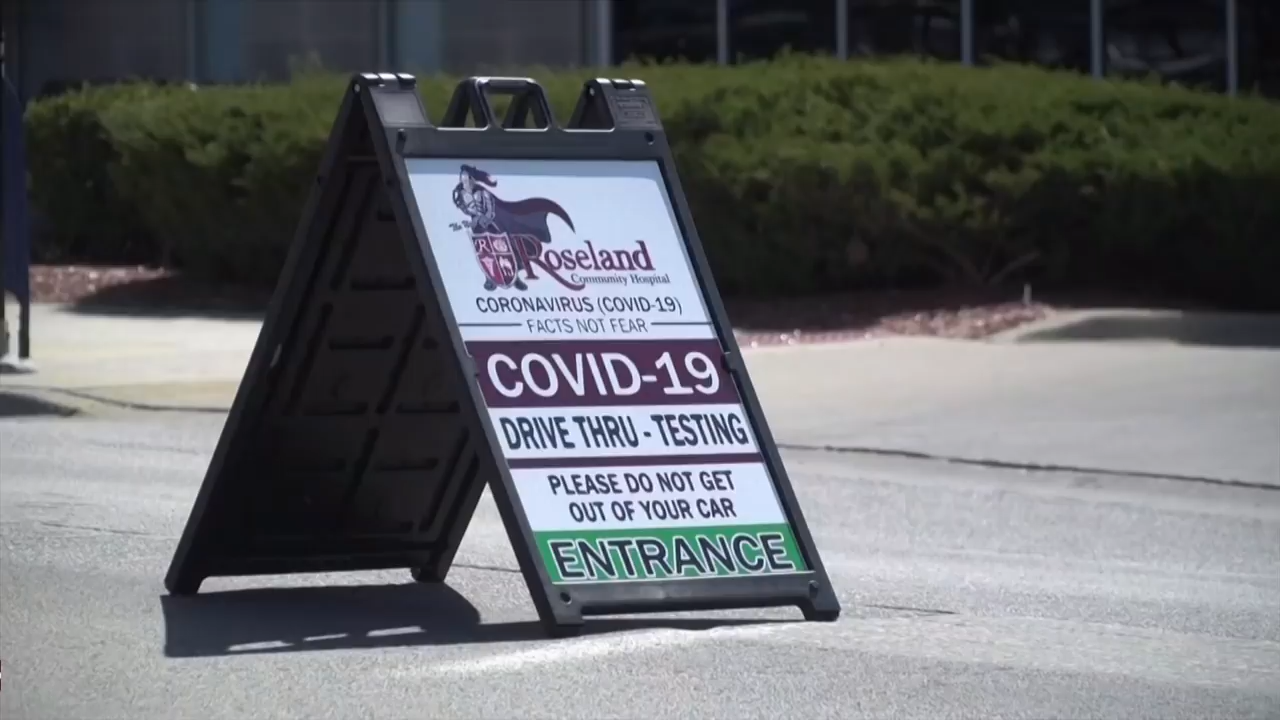 Roseland
Community Hospital
CORONAVIRUS (COVID-19)
FACTS NOT FEAR
COVID-19
DRIVE THRU - TESTING
PLEASE DO NOT GET
OUT OF YOUR CAR
ENTRANCE